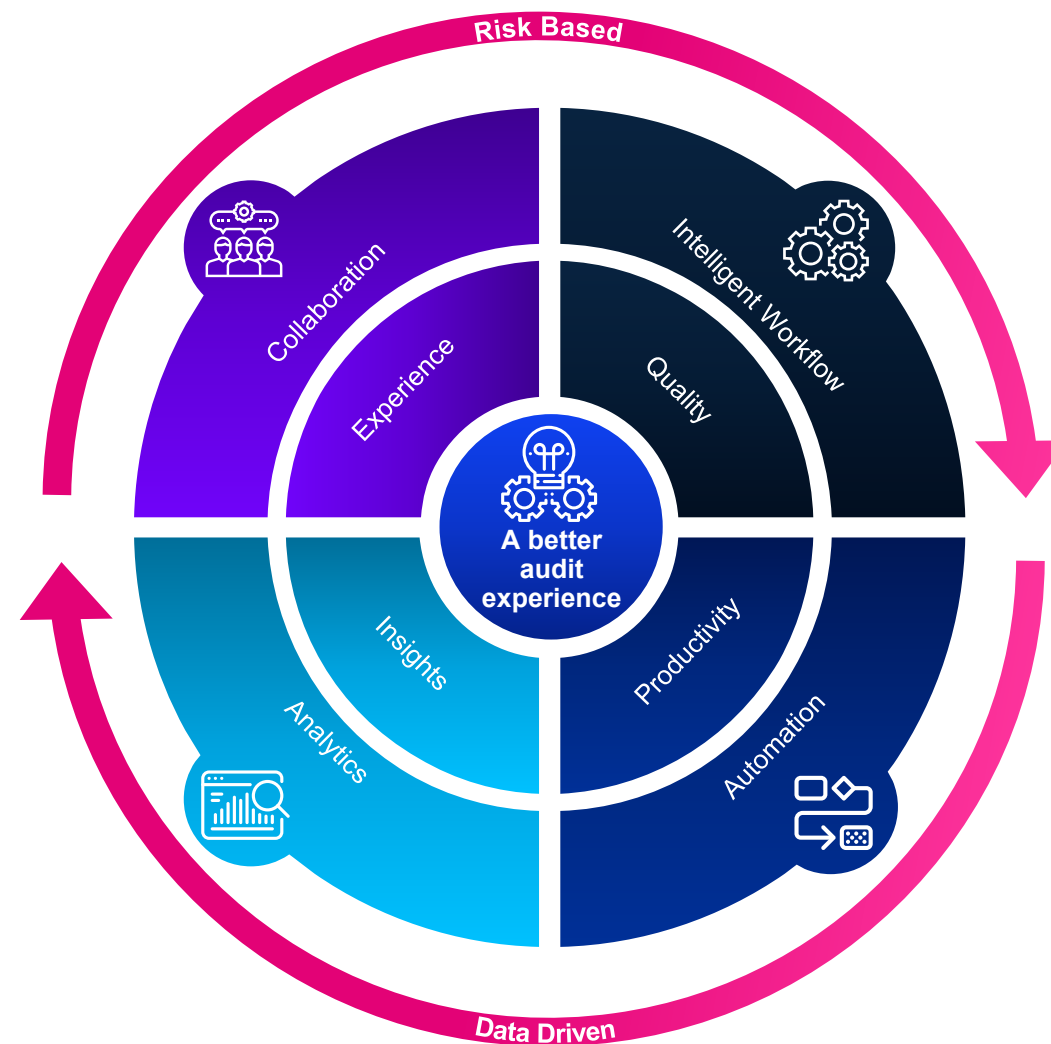 Risk Based
Collaboration
Experience
Intelligent Workflow
Quality
A better
audit
experience
Insights
Analytics
Productivity
Automation
Data Driven